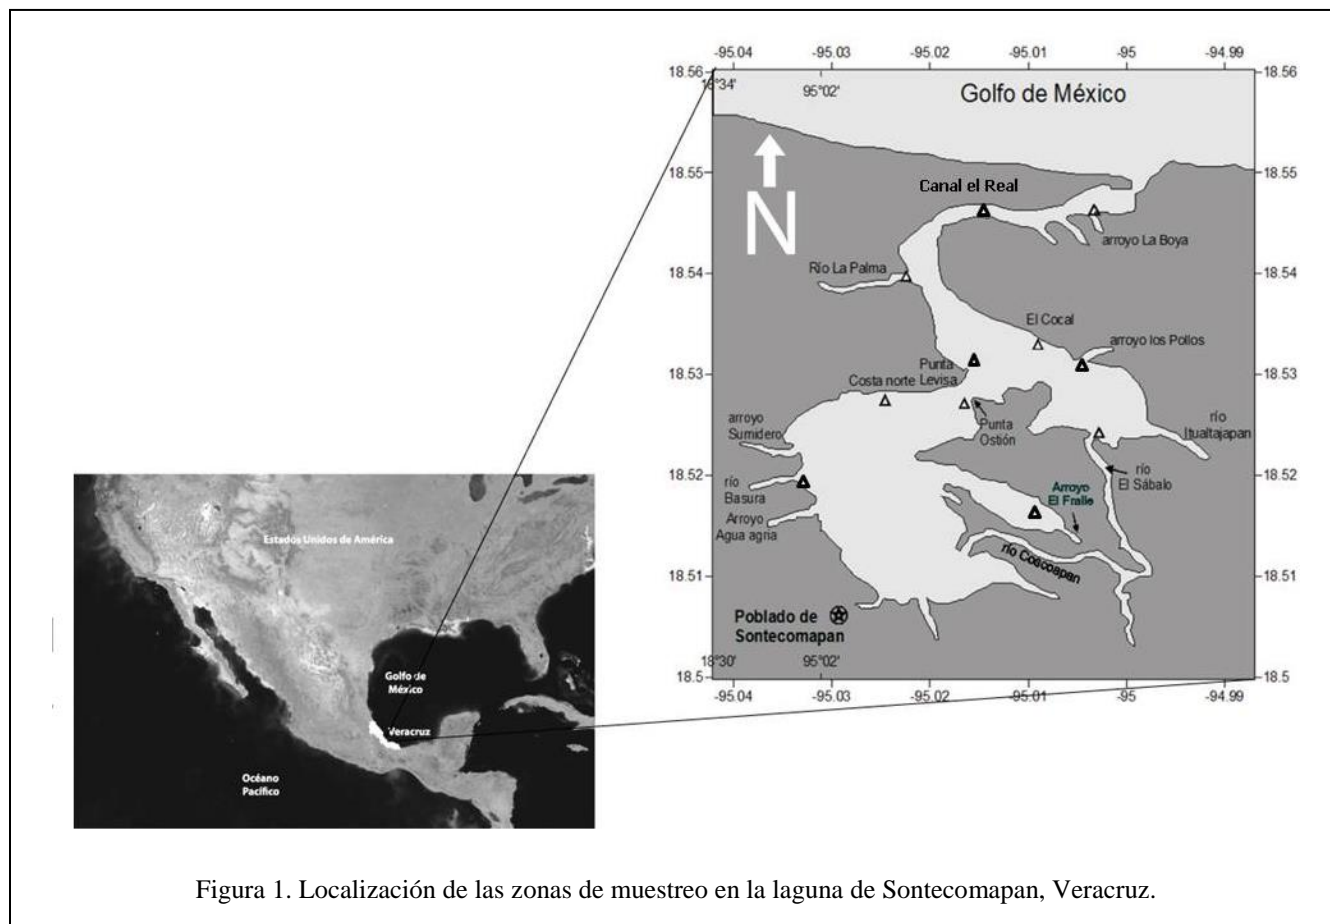 -95.04 -95.03 -95.02 -95.01 -95 -94.99
18.56 18.56
18°34' 95°02'
Golfo de México
18.55 18.55
Canal el Real
N
arroyo La Boya
Río La Palma
18.54 18.54
El Cocal
arroyo los Pollos
Punta
Levisa
18.53 18.53
Costa norte
arroyo
Sumidero
Punta
Ostión
río
Itualtajapan
18.52 18.52
río
Basura
río
El Sábalo
Arroyo
El Fraile
Arroyo
Agua agria
río Coscoapan
18.51 18.51
Poblado de
Sontecomapan
18°30' 95°02'
18.5 18.5
-95.04 -95.03 -95.02 -95.01 -95 -94.99
Estados Unidos de América
Golfo de
México
Veracruz
Océano
Pacífico
Figura 1. Localización de las zonas de muestreo en la laguna de Sontecomapan, Veracruz.